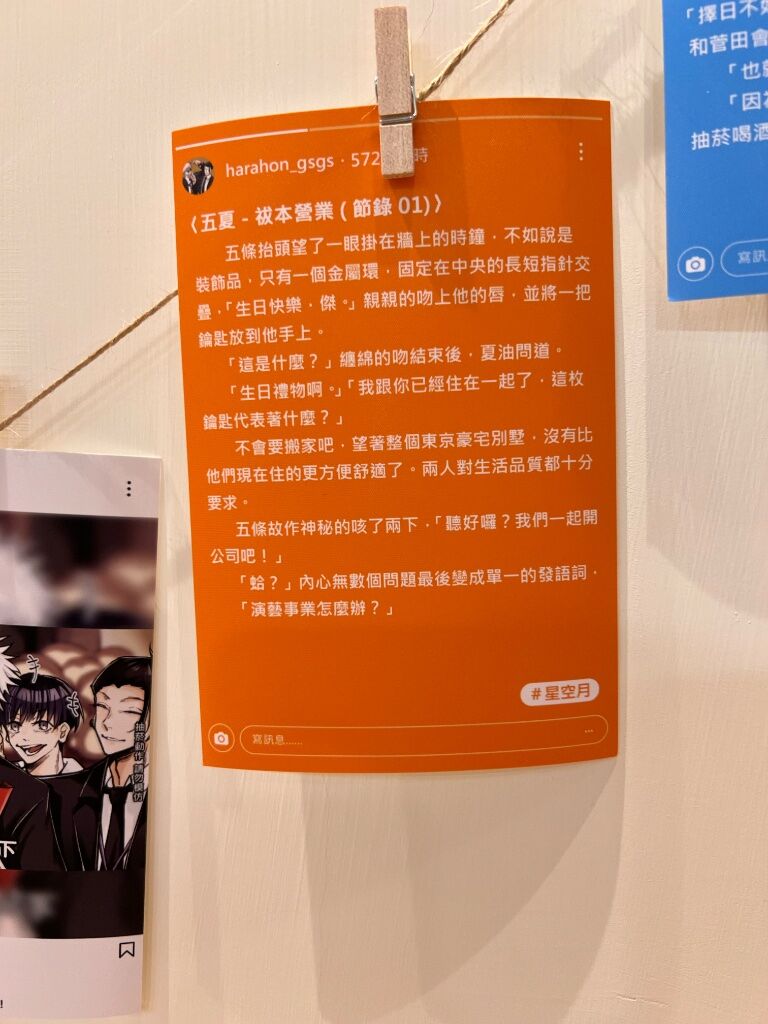 harahon_gsgs · 572 時
〈五夏 - 祓本營業 ( 節錄 01)〉
五條抬頭望了一眼掛在牆上的時鐘，不如說是
裝飾品，只有一個金屬環，固定在中央的長短指針交
疊，「生日快樂，傑。」親親的吻上他的唇，並將一把
鑰匙放到他手上。
「這是什麼？」纏綿的吻結束後，夏油問道。
「生日禮物啊。」「我跟你已經住在一起了，這枚
鑰匙代表著什麼？」
不會要搬家吧，望著整個東京豪宅別墅，沒有比
他們現在住的更方便舒適了。兩人對生活品質都十分
要求。
五條故作神秘的咳了兩下，「聽好囉？我們一起開
公司吧！」
「蛤？」內心無數個問題最後變成單一的發語詞，
「演藝事業怎麼辦？」
#星空月
寫訊息......
「擇日不
和菅田會
「也
「因
抽菸喝酒
寫訊
抽菸動作 請勿模仿
下
!